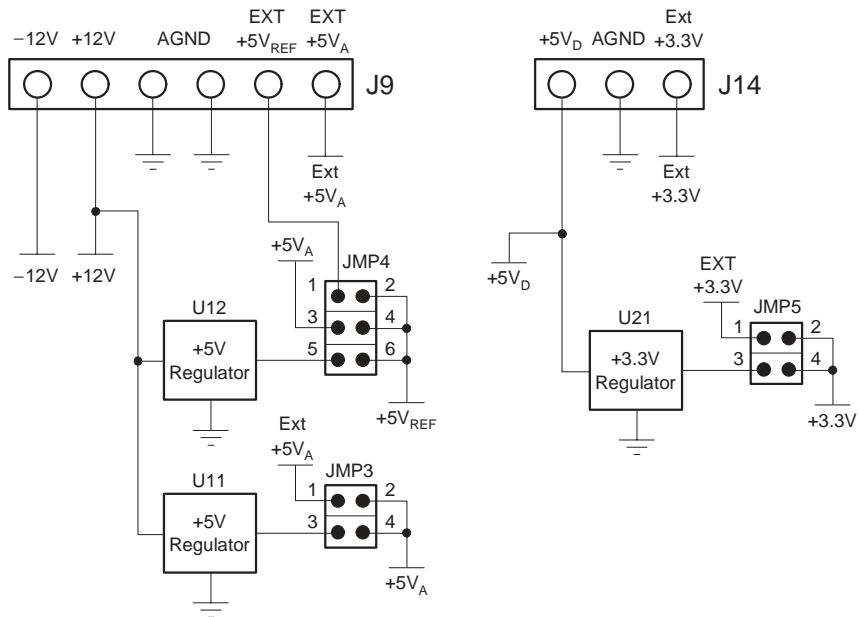 −12V +12V AGND EXT +5VREF EXT +5VA
J9
Ext +5VA
−12V +12V
+5VA
JMP4
1 2
3 4
5 6
U12
+5V Regulator
+5VREF
Ext +5VA
JMP3
1 2
3 4
U11
+5V Regulator
+5VA
+5VD AGND Ext +3.3V
J14
Ext +3.3V
+5VD
EXT +3.3V
JMP5
1 2
3 4
U21
+3.3V Regulator
+3.3V